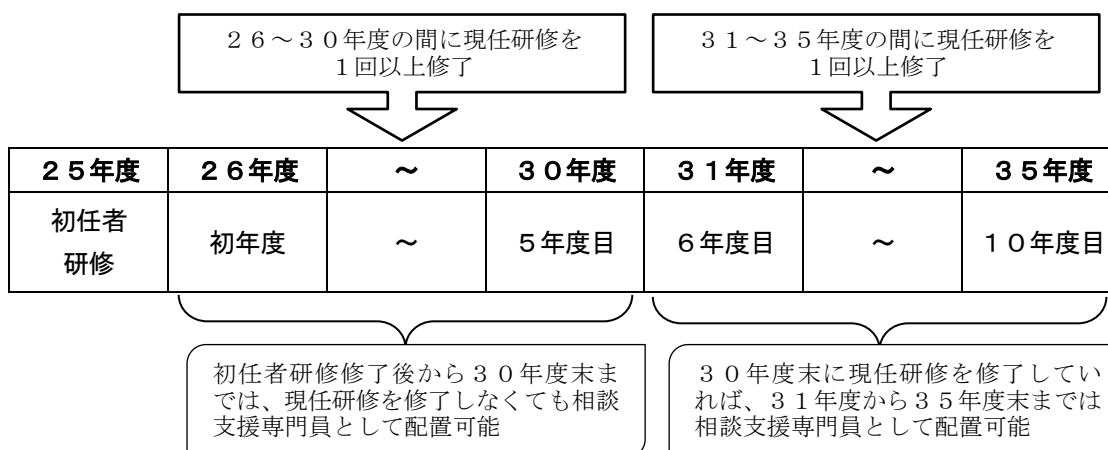 ２６～３０年度の間に現任研修を
１回以上修了
３１～３５年度の間に現任研修を
１回以上修了
２５年度 ２６年度 ～ ３０年度 ３１年度 ～ ３５年度
初任者
研修
初年度 ～ ５年度目 ６年度目 ～ １０年度目
初任者研修修了後から３０年度末ま
では、現任研修を修了しなくても相談
支援専門員として配置可能
３０年度末に現任研修を修了してい
れば、３１年度から３５年度末までは
相談支援専門員として配置可能